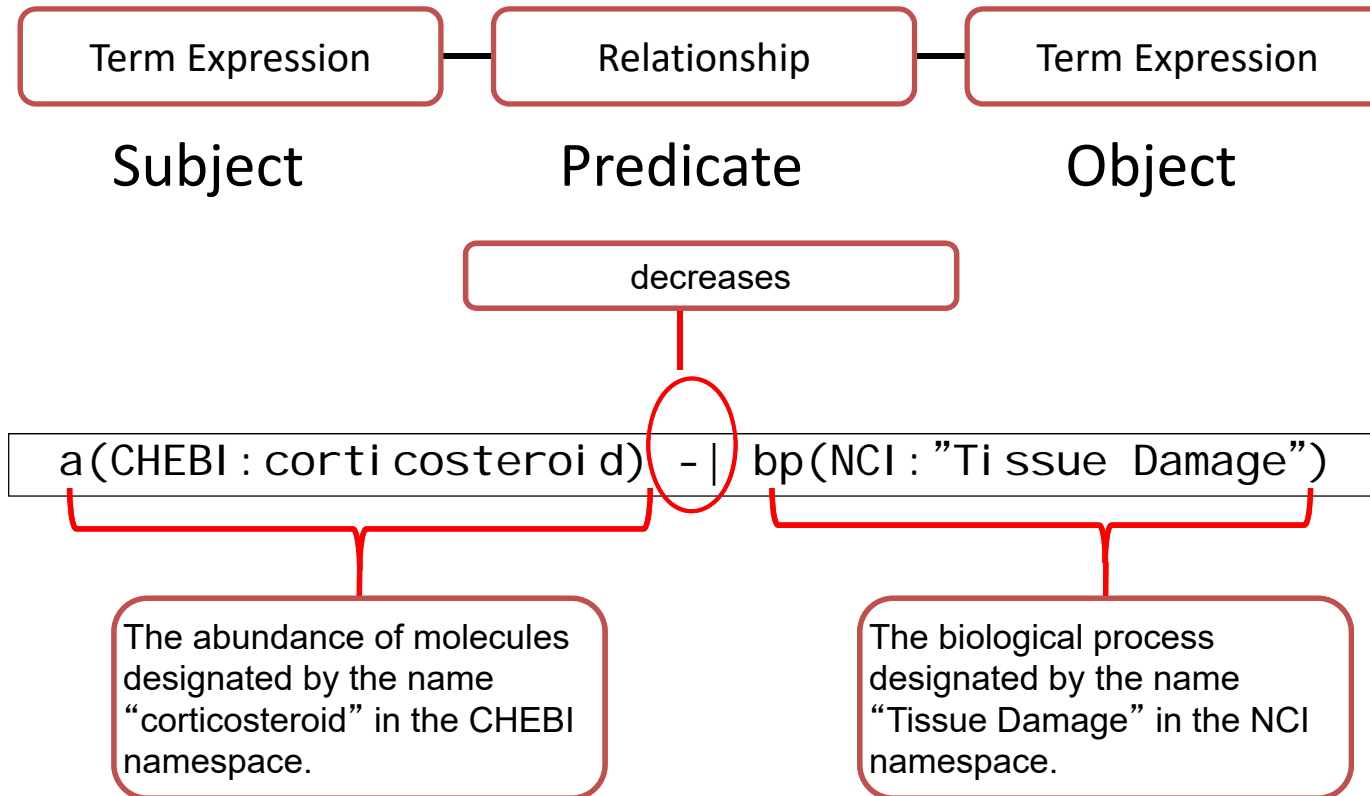 Term Expression
Relationship
Term Expression
Subject
Predicate
Object
decreases
a(CHEBI:corticosteroid) -| bp(NCI:”Tissue Damage”)
The abundance of molecules
designated by the name
“corticosteroid” in the CHEBI
namespace.
The biological process
designated by the name
“Tissue Damage” in the NCI
namespace.